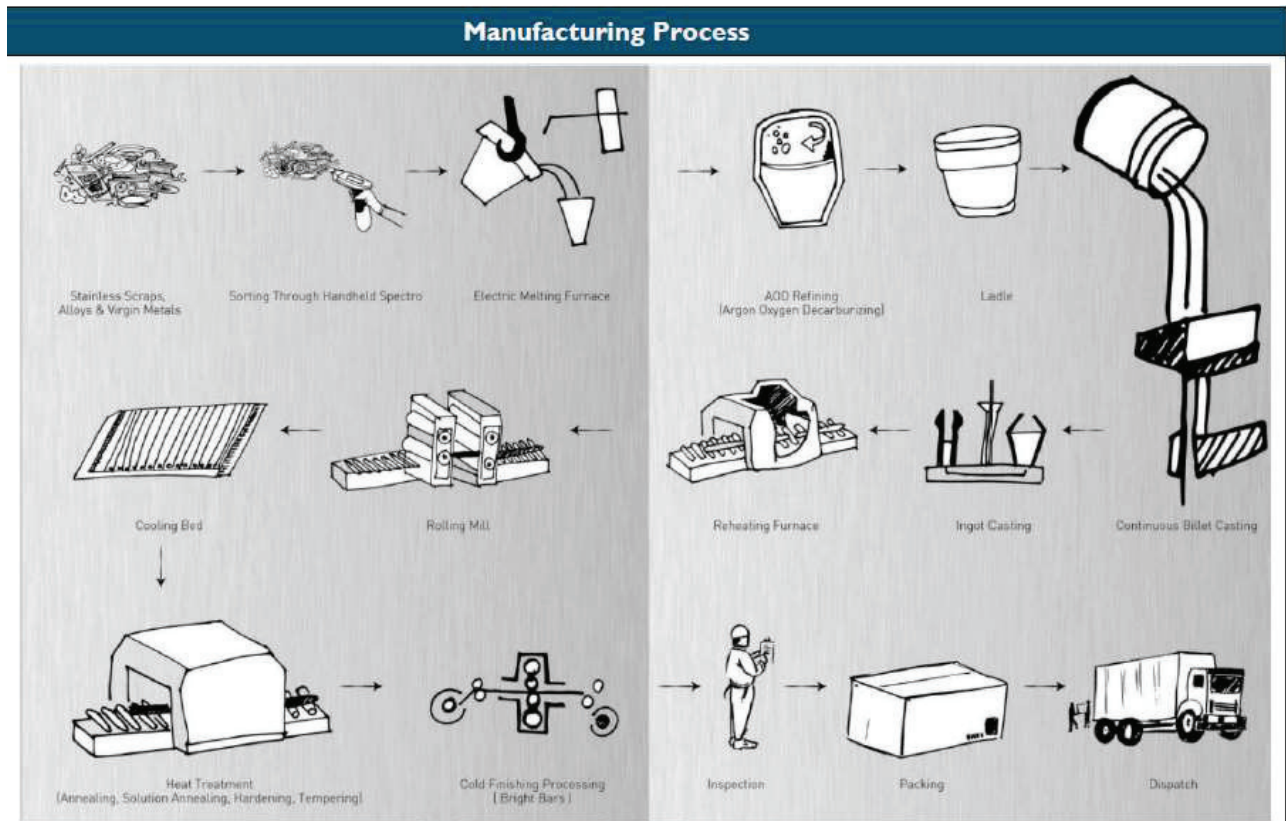 Manufacturing Process
Stainless Scraps,
Alloys & Virgin Metals
Sorting Through Handheld Spectro
Electric Melting Furnace
AOD Refining
(Argon Oxygen Decarburizing)
Ladle
Cooling Bed
Rolling Mill
Reheating Furnace
Ingot Casting
Continuous Billet Casting
Heat Treatment
(Annealing, Solution Annealing, Hardening, Tempering)
Cold Finishing Processing
( Bright Bars )
Inspection
Packing
Dispatch